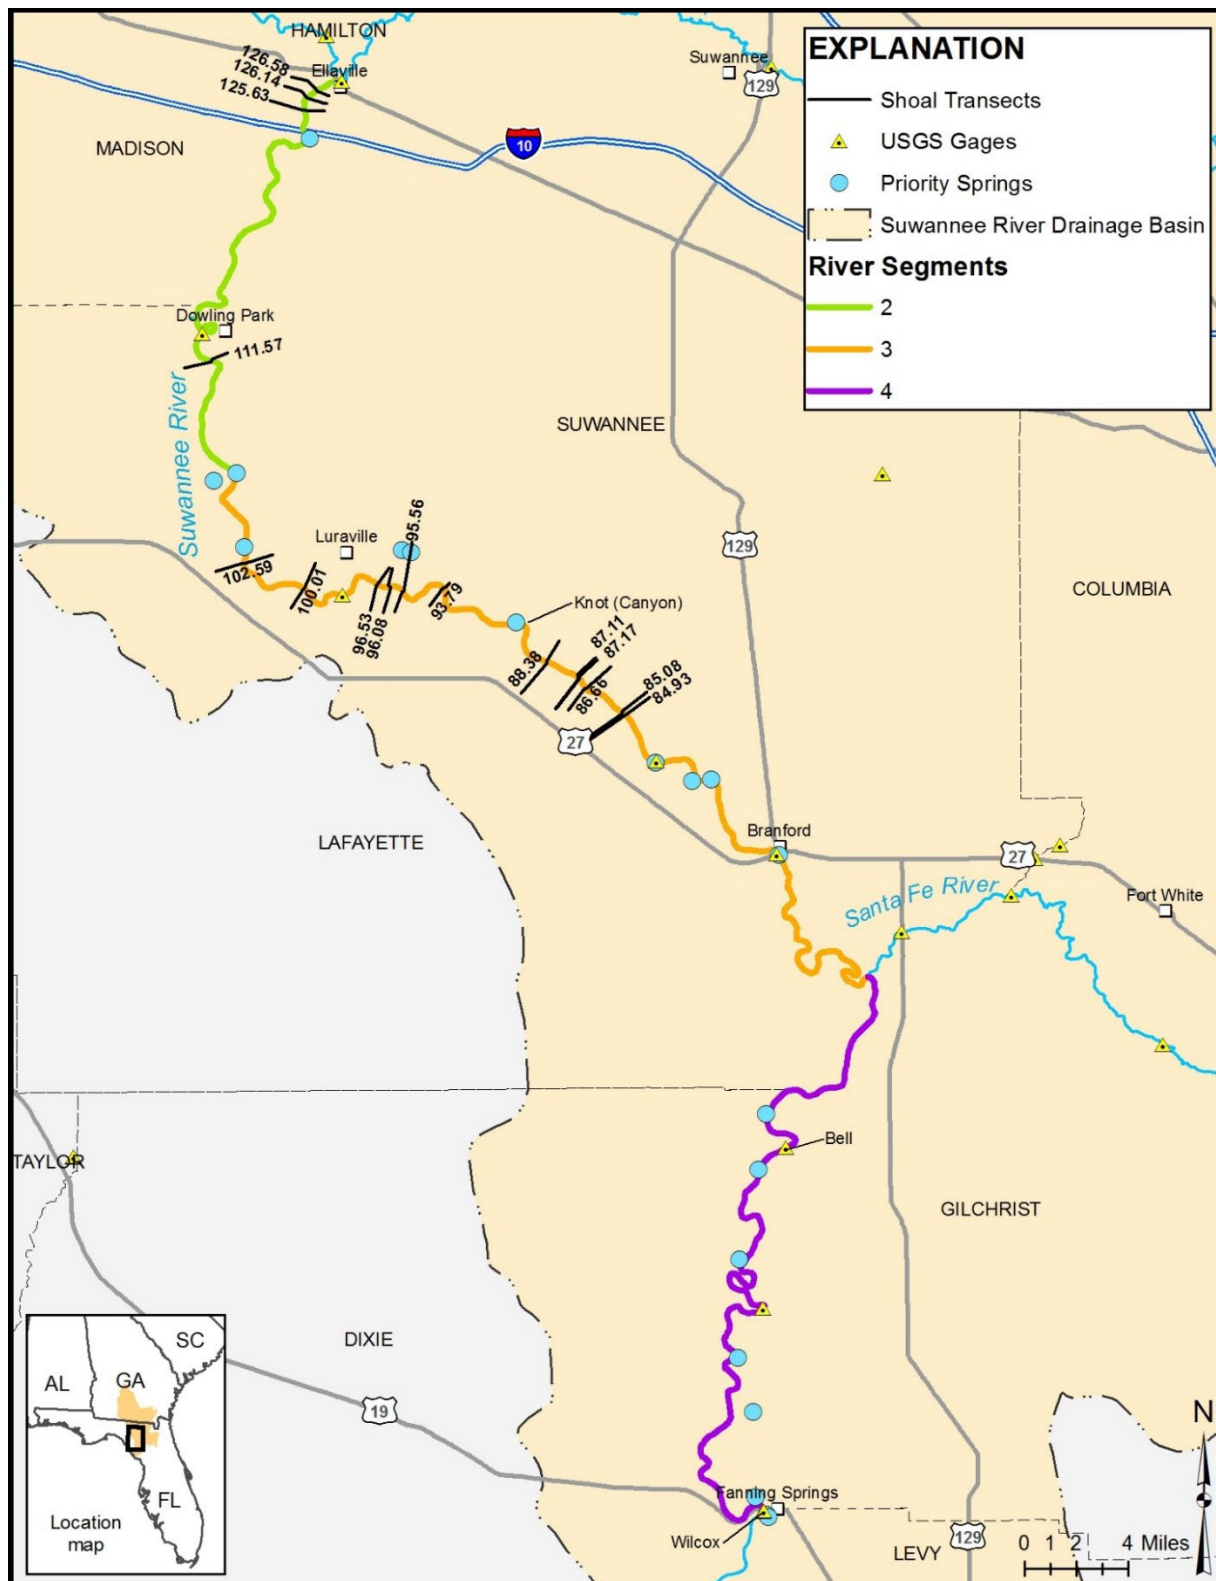 HAMILTON
126.58
126.14
125.63
Ellaville
Suwannee
129
EXPLANATION
Shoal Transects
USGS Gages
Priority Springs
Suwannee River Drainage Basin
River Segments
2
3
4
MADISON
10
Dowling Park
111.57
Suwannee River
SUWANNEE
Luraville
95.56
129
102.59
100.01
96.53
96.08
93.79
Knot (Canyon)
COLUMBIA
88.38
87.11
87.17
86.66
85.08
84.93
27
LAFAYETTE
Branford
27
Santa Fe River
Fort White
Bell
TAYLOR
GILCHRIST
DIXIE
19
SC
AL
GA
FL
Location
map
Fanning Springs
Wilcox
LEVY
129
N
0 1 2 4 Miles